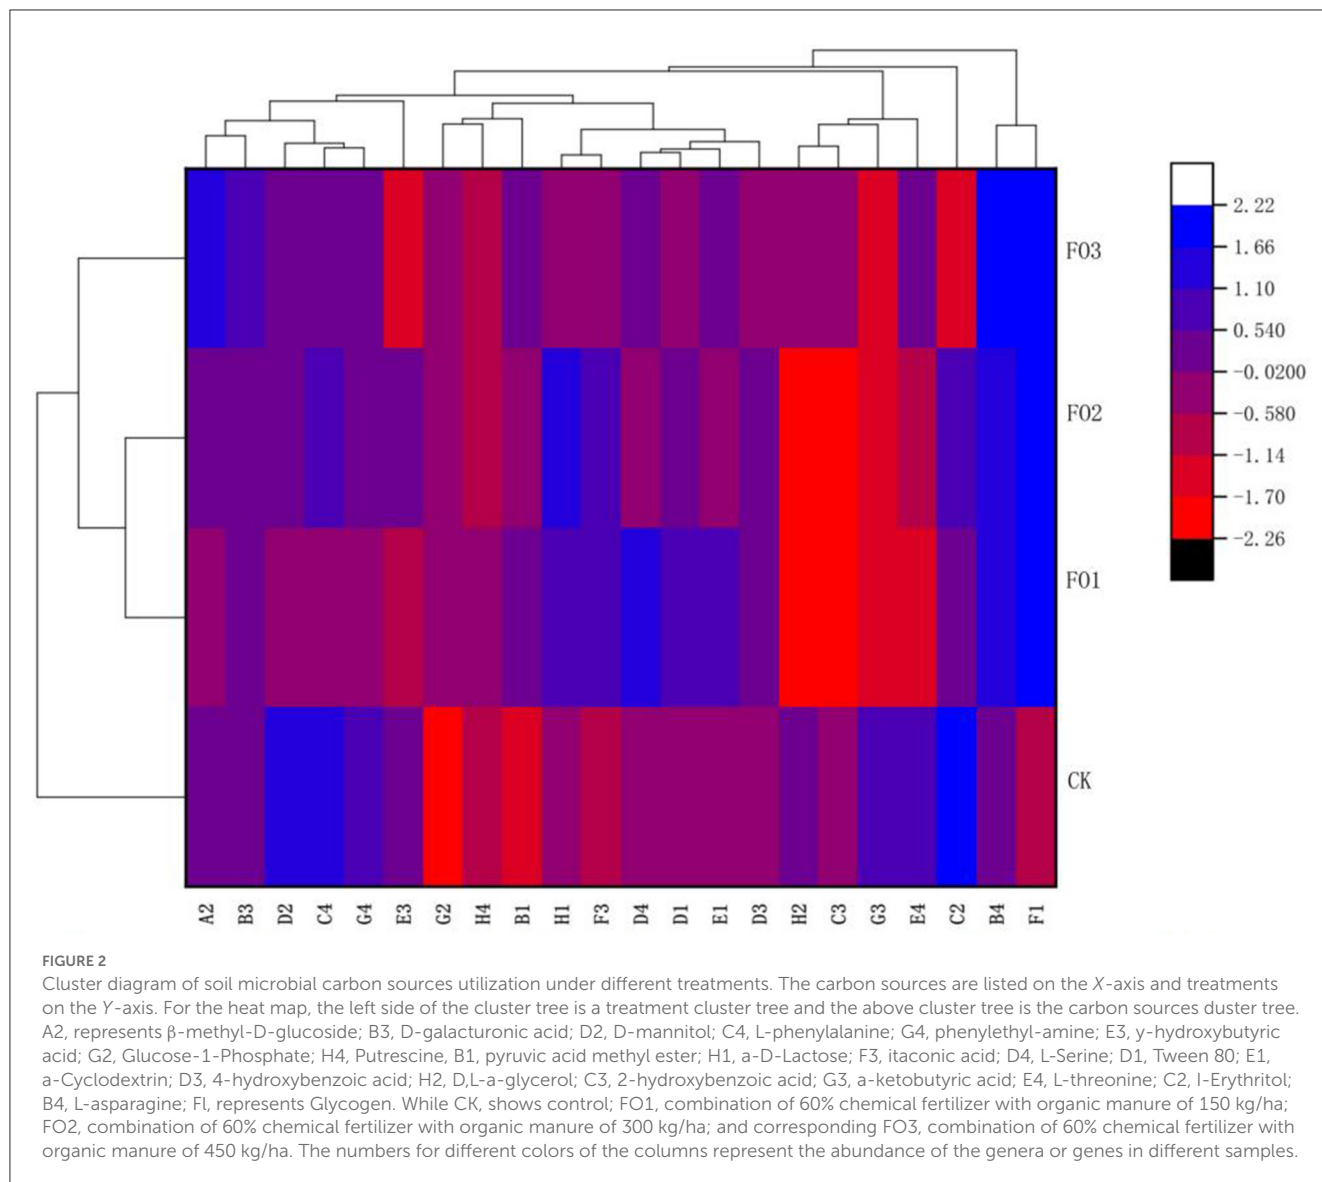 FO3
FO2
FO1
CK
2.22
1.66
1.10
0.540
-0.0200
-0.580
-1.14
-1.70
-2.26
A2 B3 D2 C4 G4 E3 G2 H4 B1 H1 F3 D4 D1 E1 D3 H2 C3 G3 E4 C2 B4 F1
FIGURE 2
Cluster diagram of soil microbial carbon sources utilization under different treatments. The carbon sources are listed on the X-axis and treatments
on the Y-axis. For the heat map, the left side of the cluster tree is a treatment cluster tree and the above cluster tree is the carbon sources duster tree.
A2, represents β-methyl-D-glucoside; B3, D-galacturonic acid; D2, D-mannitol; C4, L-phenylalanine; G4, phenylethyl-amine; E3, y-hydroxybutyric
acid; G2, Glucose-1-Phosphate; H4, Putrescine, B1, pyruvic acid methyl ester; H1, a-D-Lactose; F3, itaconic acid; D4, L-Serine; D1, Tween 80; E1,
a-Cyclodextrin; D3, 4-hydroxybenzoic acid; H2, D,L-a-glycerol; C3, 2-hydroxybenzoic acid; G3, a-ketobutyric acid; E4, L-threonine; C2, I-Erythritol;
B4, L-asparagine; Fl, represents Glycogen. While CK, shows control; FO1, combination of 60% chemical fertilizer with organic manure of 150 kg/ha;
FO2, combination of 60% chemical fertilizer with organic manure of 300 kg/ha; and corresponding FO3, combination of 60% chemical fertilizer with
organic manure of 450 kg/ha. The numbers for different colors of the columns represent the abundance of the genera or genes in different samples.